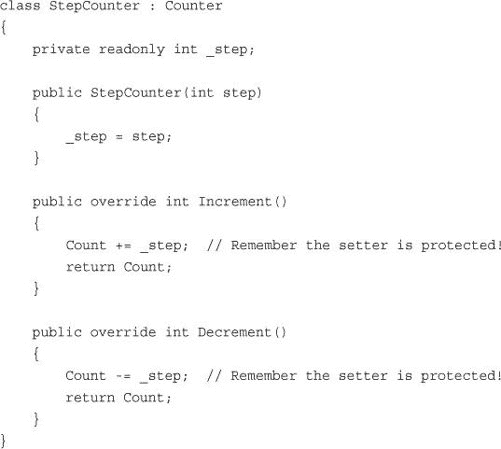 class StepCounter : Counter
{
    private readonly int _step;

    public StepCounter(int step)
    {
        _step = step;
    }

    public override int Increment()
    {
        Count += _step;  // Remember the setter is protected!
        return Count;
    }

    public override int Decrement()
    {
        Count -= _step;  // Remember the setter is protected!
        return Count;
    }
}